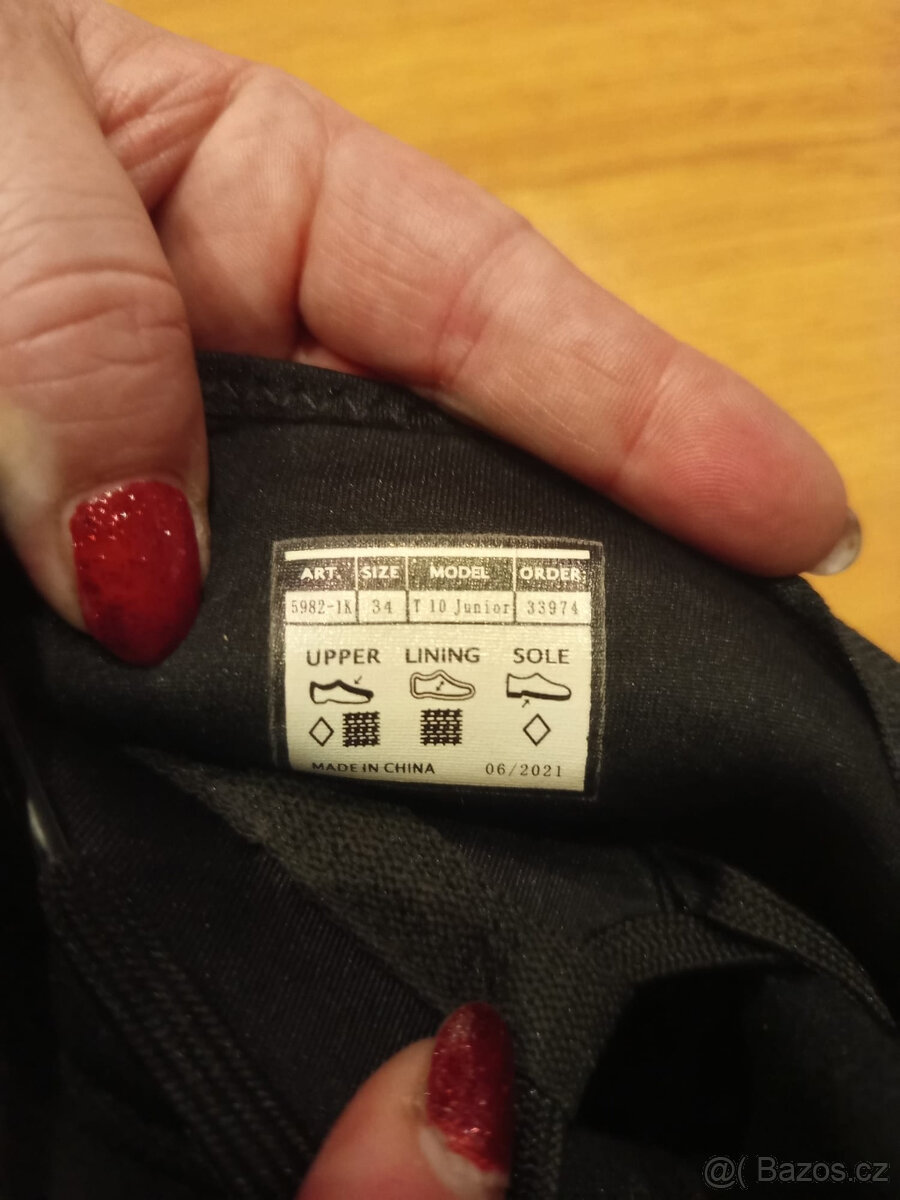 ART. SIZE MODEL ORDER
5982-1K 34 T 10 Junior 33974
UPPER LINING SOLE
MADE IN CHINA 06/2021
@( Bazos.cz